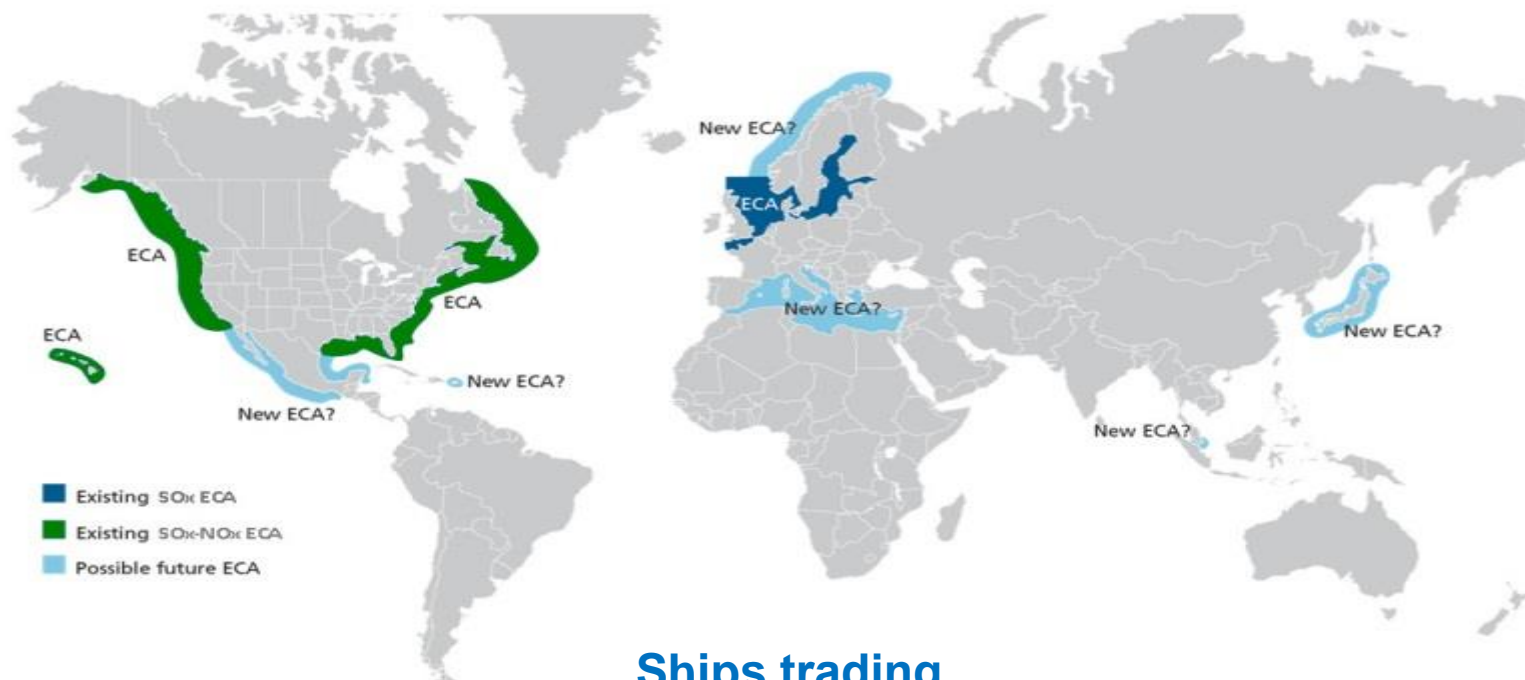 New ECA?
ECA
ECA
ECA
ECA
New ECA?
New ECA?
New ECA?
New ECA?
New ECA?
Existing SOx ECA
Existing SOx-NOx ECA
Possible future ECA
Ships trading